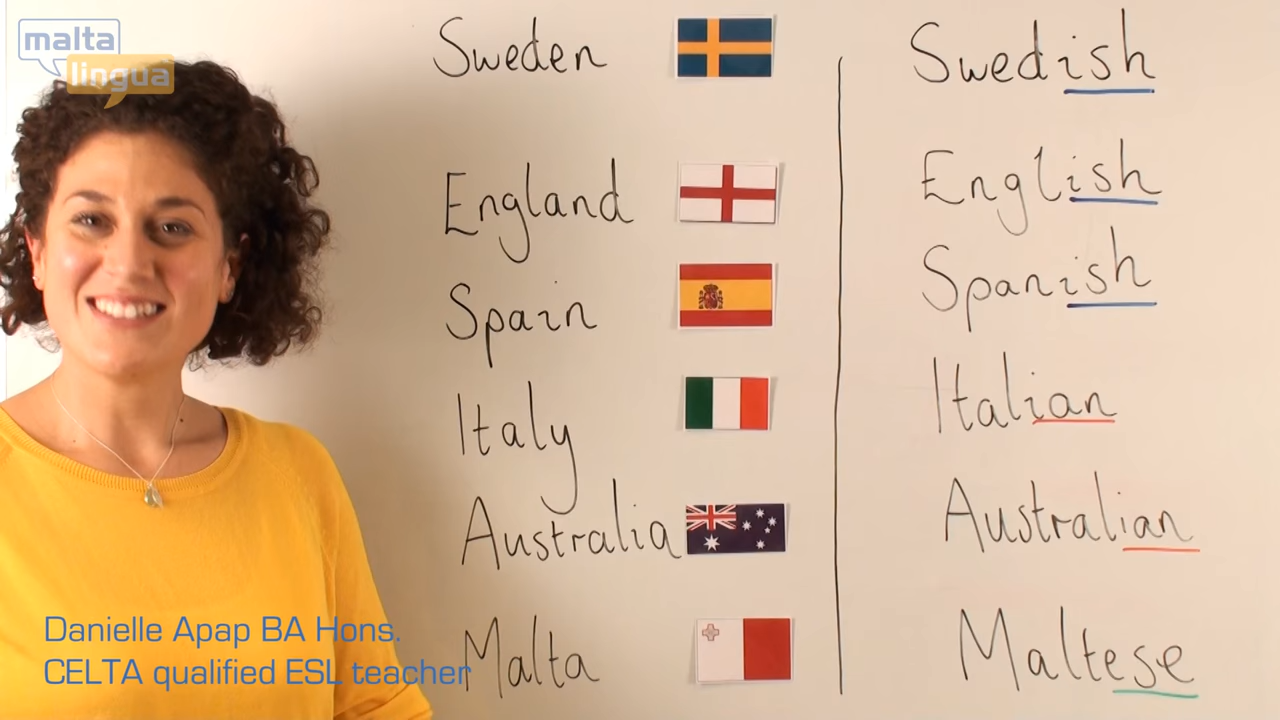 malta
lingua
Sweden Swedish
England English
Spain Spanish
Italy Italian
Australia Australian
Malta Maltese
Danielle Apap BA Hons.
CELTA qualified ESL teacher